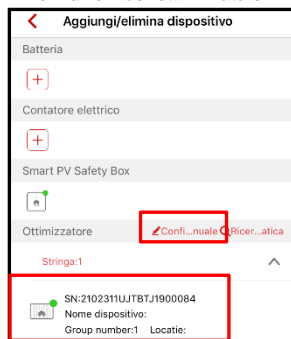 Aggiungi/elimina dispositivo
Batteria
Contatore elettrico
Smart PV Safety Box
Ottimizzatore Confi...nuale Ricer...atica
Stringa:1
SN:2102311UJTBTJ1900084
Nome dispositivo:
Group number:1 Locatie: